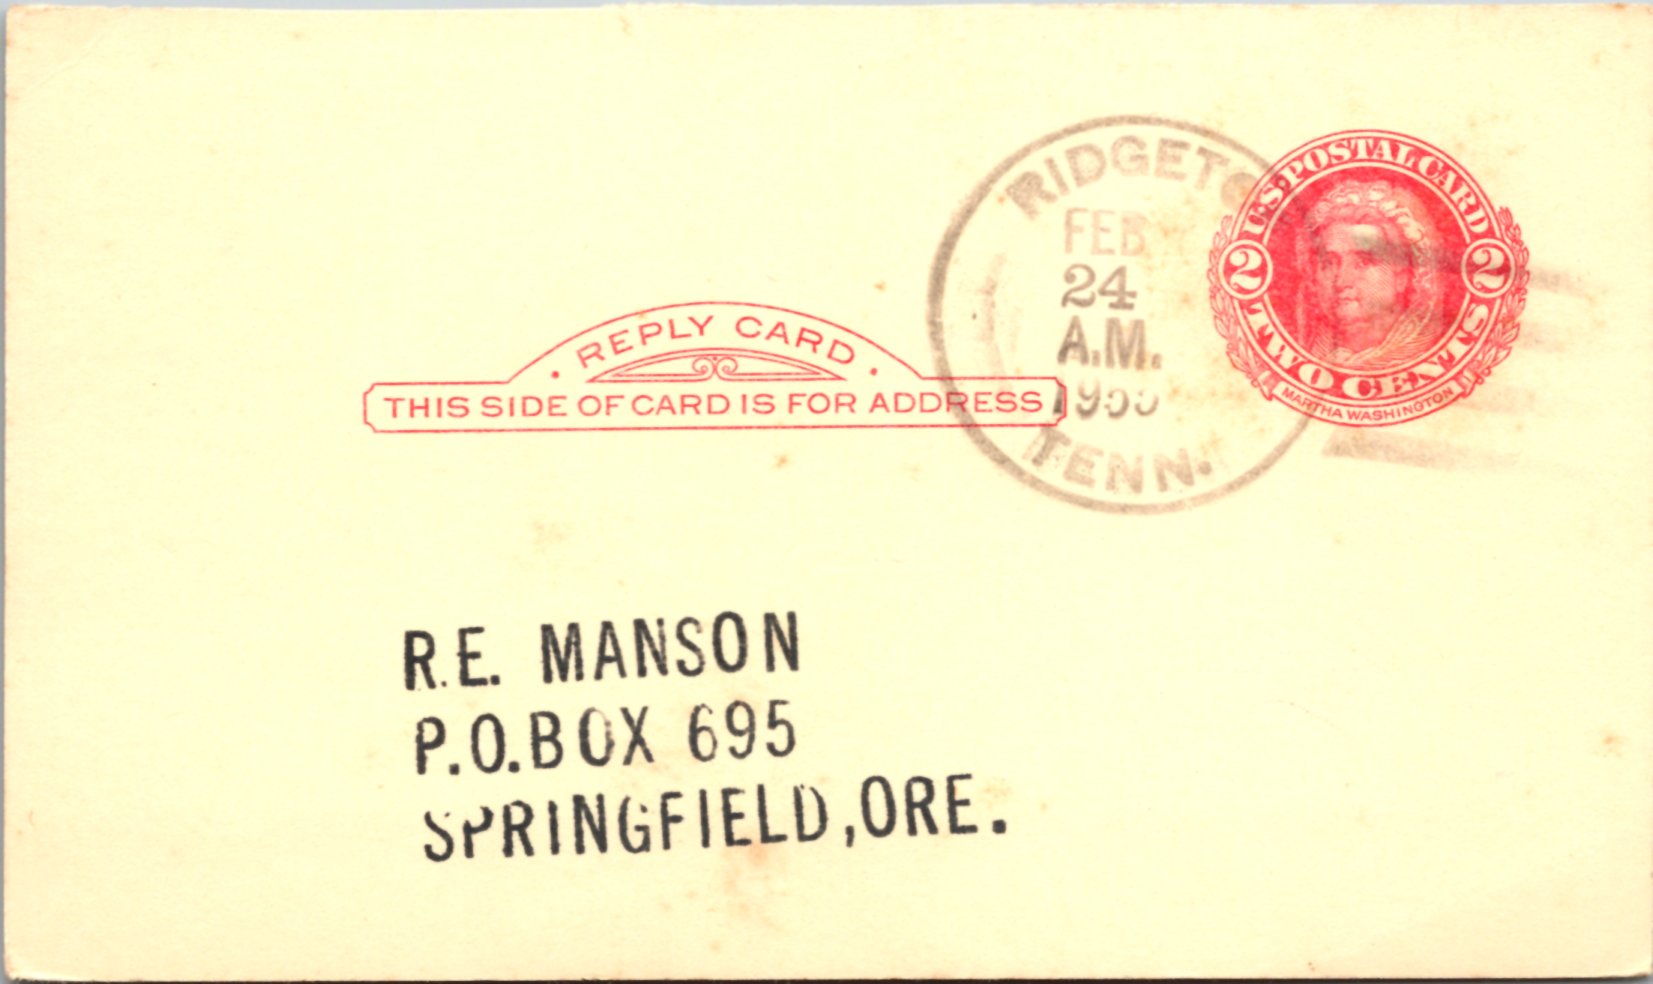 RIDGETO
FEB
24
A.M.
TENN.
U.S. POSTAL CARD
2 2
TWO CENTS
MARTHA WASHINGTON
· REPLY CARD ·
THIS SIDE OF CARD IS FOR ADDRESS
R.E. MANSON
P.O.BOX 695
SPRINGFIELD,ORE.